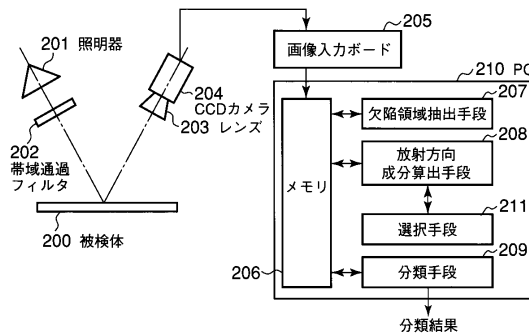 201 照明器
202
帯域通過
フィルタ
204
CCDカメラ
203 レンズ
200 被検体
205
画像入力ボード
210 PC
207
欠陥領域抽出手段
208
放射方向
成分算出手段
メモリ
206
211
選択手段
209
分類手段
分類結果